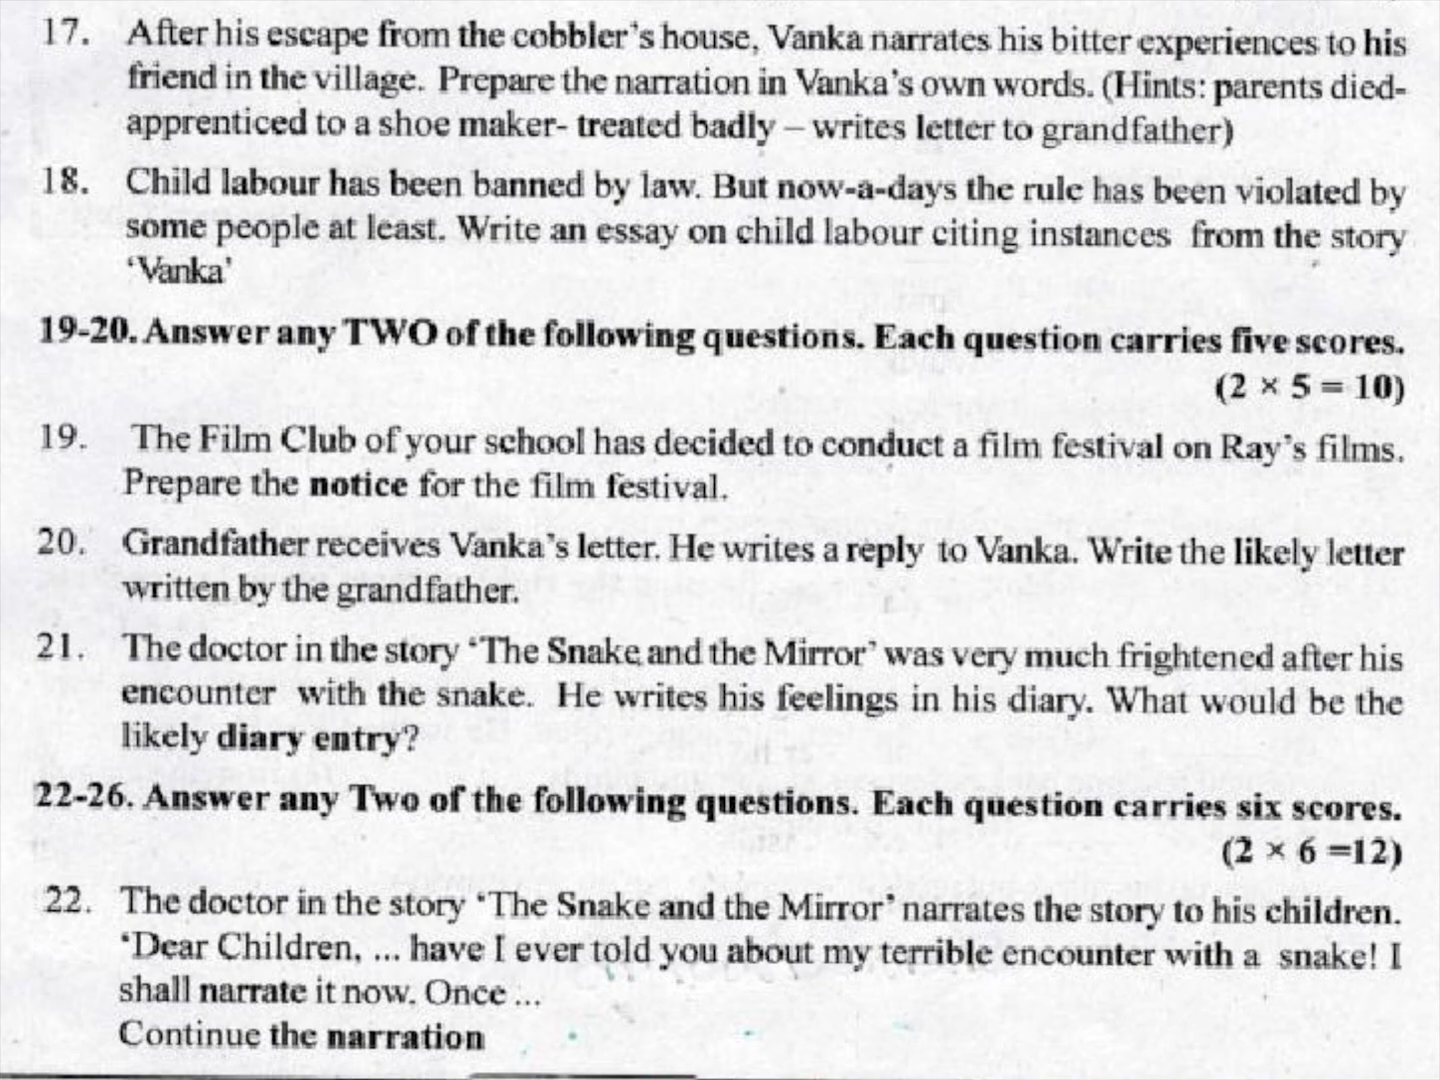 17. After his escape from the cobbler's house, Vanka narrates his bitter experiences to his
friend in the village. Prepare the narration in Vanka's own words. (Hints: parents died-
apprenticed to a shoe maker- treated badly – writes letter to grandfather)
18. Child labour has been banned by law. But now-a-days the rule has been violated by
some people at least. Write an essay on child labour citing instances from the story
'Vanka'
19-20. Answer any TWO of the following questions. Each question carries five scores.
(2 × 5 = 10)
19. The Film Club of your school has decided to conduct a film festival on Ray's films.
Prepare the notice for the film festival.
20. Grandfather receives Vanka's letter. He writes a reply to Vanka. Write the likely letter
written by the grandfather.
21. The doctor in the story 'The Snake and the Mirror' was very much frightened after his
encounter with the snake. He writes his feelings in his diary. What would be the
likely diary entry?
22-26. Answer any Two of the following questions. Each question carries six scores.
(2 × 6 =12)
22. The doctor in the story 'The Snake and the Mirror' narrates the story to his children.
'Dear Children, ... have I ever told you about my terrible encounter with a snake! I
shall narrate it now. Once ...
Continue the narration